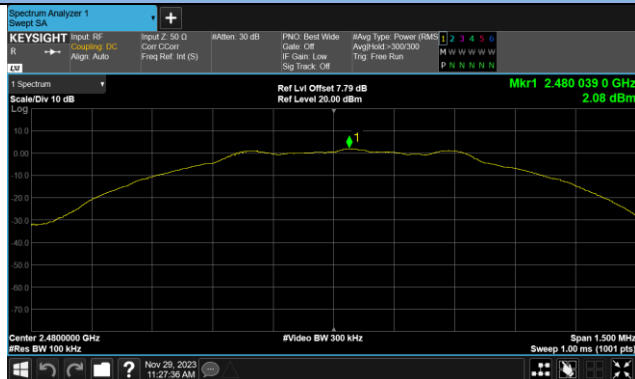 Spectrum Analyzer 1
Swept SA
KEYSIGHT
R
LXI
Input: RF
Coupling: DC
Align: Auto
Input Z: 50 Ω
Corr CCorr
Freq Ref: Int (S)
#Atten: 30 dB
PNO: Best Wide
Gate: Off
IF Gain: Low
Sig Track: Off
#Avg Type: Power (RMS
Avg|Hold:>300/300
Trig: Free Run
1 2 3 4 5 6
M W W W W W
P N N N N N
1 Spectrum
Scale/Div 10 dB
Log
Ref Lvl Offset 7.79 dB
Ref Level 20.00 dBm
Mkr1 2.480 039 0 GHz
2.08 dBm
1
10.0
0.00
-10.0
-20.0
-30.0
-40.0
-50.0
-60.0
-70.0
Center 2.4800000 GHz
#Res BW 100 kHz
#Video BW 300 kHz
Span 1.500 MHz
Sweep 1.00 ms (1001 pts)
?
Nov 29, 2023
11:27:36 AM